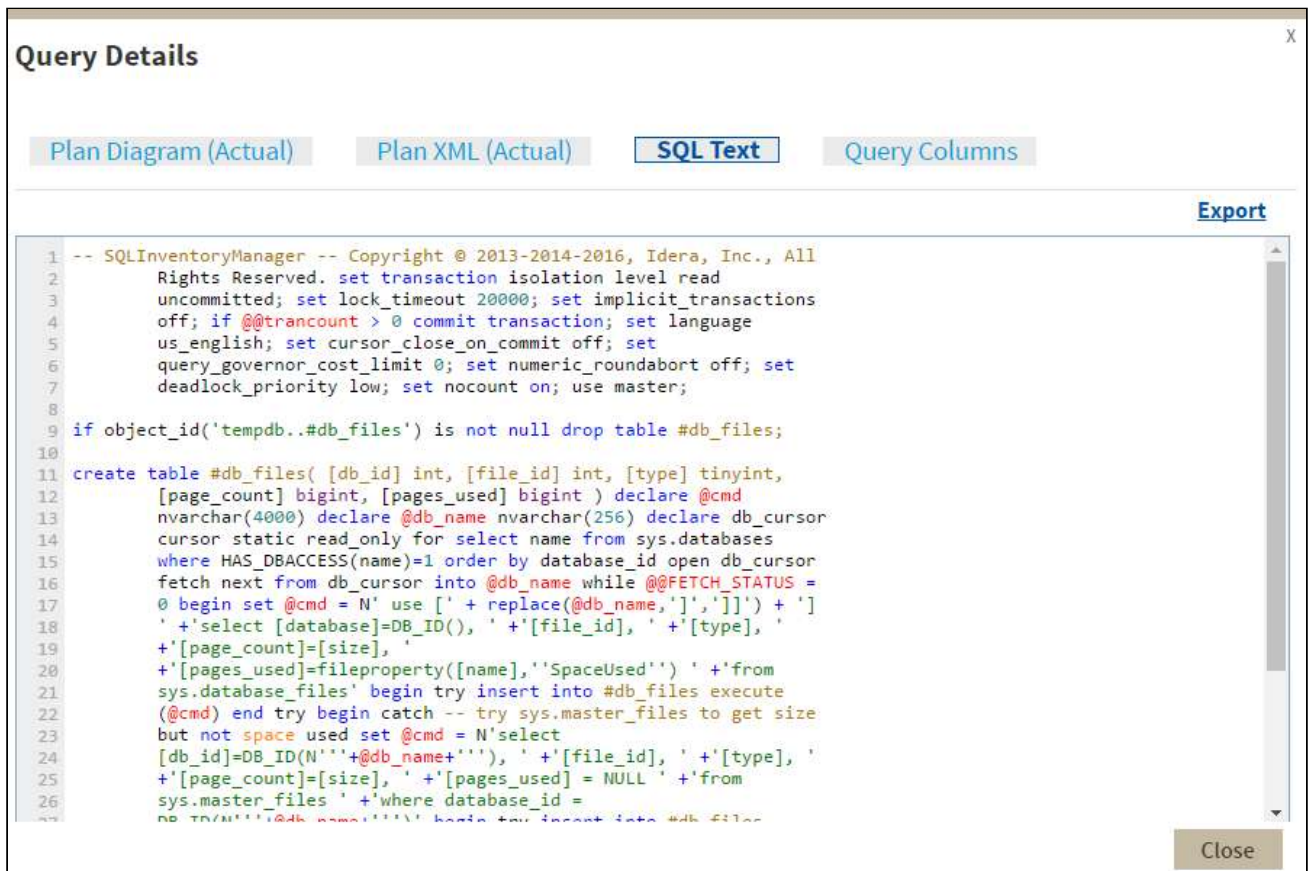 X
Query Details
Plan Diagram (Actual) Plan XML (Actual) SQL Text Query Columns
Export
1 -- SQLInventoryManager -- Copyright © 2013-2014-2016, Idera, Inc., All
2 Rights Reserved. set transaction isolation level read
3 uncommitted; set lock_timeout 20000; set implicit_transactions
4 off; if @@trancount > 0 commit transaction; set language
5 us_english; set cursor_close_on_commit off; set
6 query_governor_cost_limit 0; set numeric_roundabort off; set
7 deadlock_priority low; set nocount on; use master;
8
9 if object_id('tempdb..#db_files') is not null drop table #db_files;
10
11 create table #db_files( [db_id] int, [file_id] int, [type] tinyint,
12 [page_count] bigint, [pages_used] bigint ) declare @cmd
13 nvarchar(4000) declare @db_name nvarchar(256) declare db_cursor
14 cursor static read_only for select name from sys.databases
15 where HAS_DBACCESS(name)=1 order by database_id open db_cursor
16 fetch next from db_cursor into @db_name while @@FETCH_STATUS =
17 0 begin set @cmd = N' use [' + replace(@db_name,']',']]') + ']
18 ' +'select [database]=DB_ID(), ' +'[file_id], ' +'[type], '
19 +'[page_count]=[size], '
20 +'[pages_used]=fileproperty([name],''SpaceUsed'') ' +'from
21 sys.database_files' begin try insert into #db_files execute
22 (@cmd) end try begin catch -- try sys.master_files to get size
23 but not space used set @cmd = N'select
24 [db_id]=DB_ID(N'''+@db_name+'''), ' +'[file_id], ' +'[type], '
25 +'[page_count]=[size], ' +'[pages_used] = NULL ' +'from
26 sys.master_files ' +'where database_id =
27 DB_ID(N'''+@db_name+''')' begin try insert into #db_files
Close